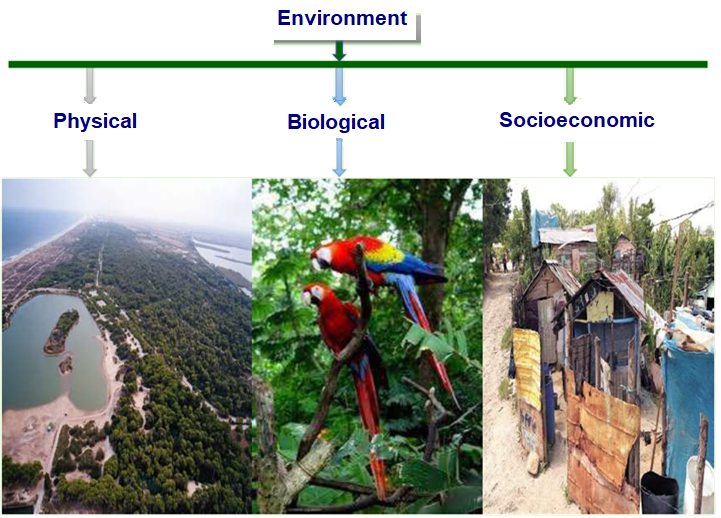 Environment
Physical
Biological
Socioeconomic